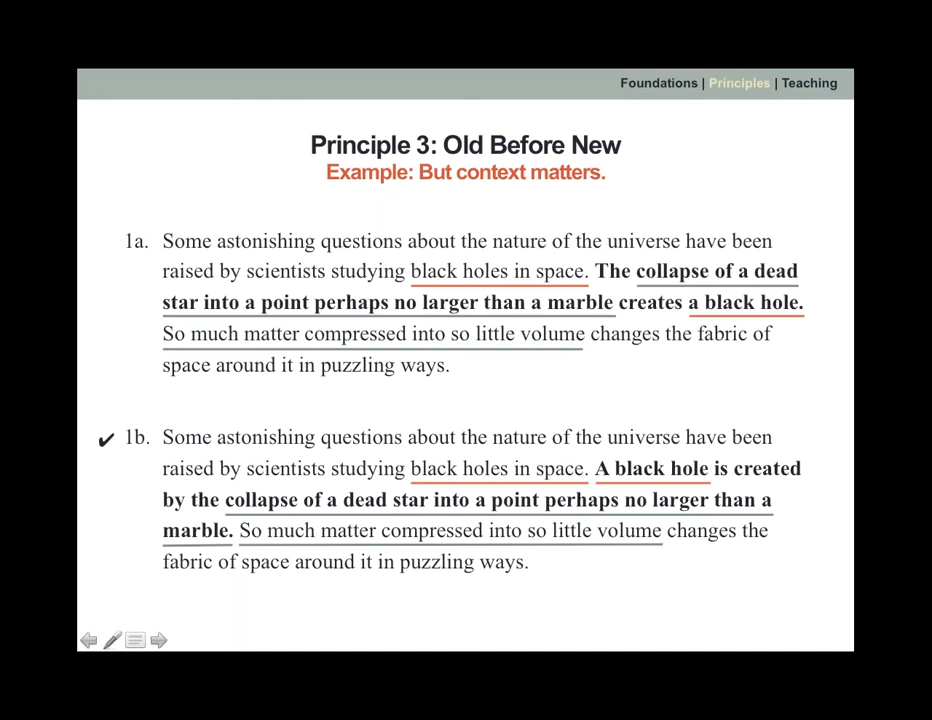 Foundations | Principles | Teaching
Principle 3: Old Before New
Example: But context matters.
1a. Some astonishing questions about the nature of the universe have been
raised by scientists studying black holes in space. The collapse of a dead
star into a point perhaps no larger than a marble creates a black hole.
So much matter compressed into so little volume changes the fabric of
space around it in puzzling ways.
✔ 1b. Some astonishing questions about the nature of the universe have been
raised by scientists studying black holes in space. A black hole is created
by the collapse of a dead star into a point perhaps no larger than a
marble. So much matter compressed into so little volume changes the
fabric of space around it in puzzling ways.